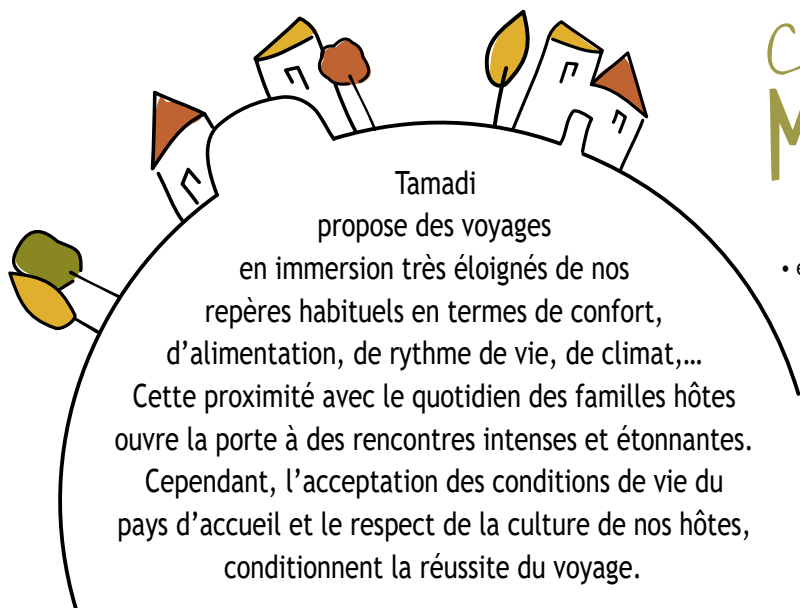 Tamadi
propose des voyages
en immersion très éloignés de nos
repères habituels en termes de confort,
d’alimentation, de rythme de vie, de climat,...
Cette proximité avec le quotidien des familles hôtes
ouvre la porte à des rencontres intenses et étonnantes.
Cependant, l’acceptation des conditions de vie du
pays d’accueil et le respect de la culture de nos hôtes,
conditionnent la réussite du voyage.